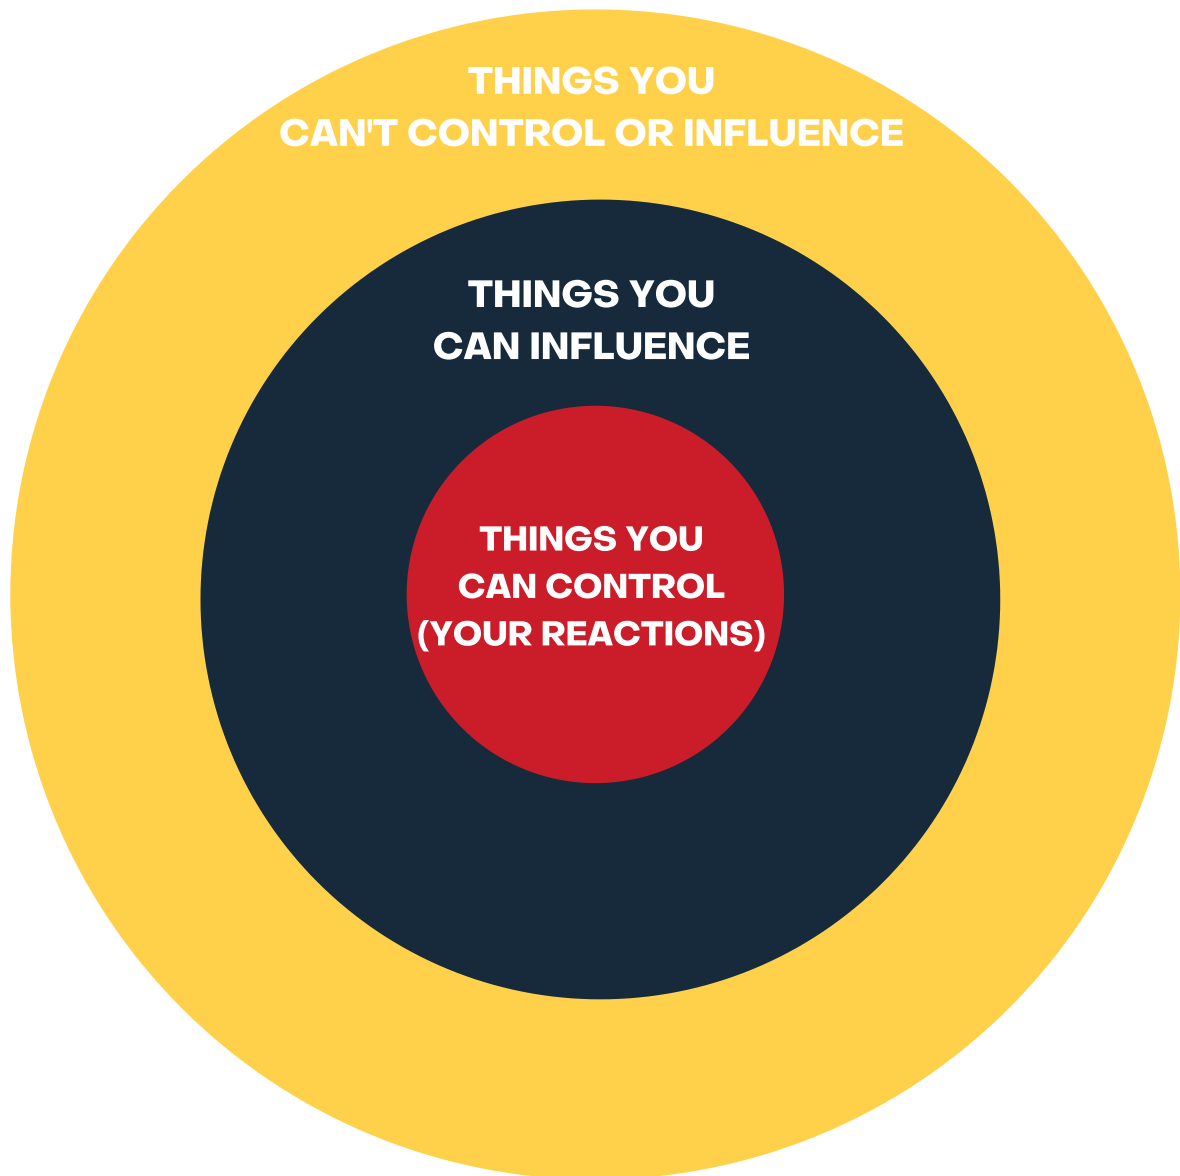 THINGS YOU
CAN'T CONTROL OR INFLUENCE
THINGS YOU
CAN INFLUENCE
THINGS YOU
CAN CONTROL
(YOUR REACTIONS)